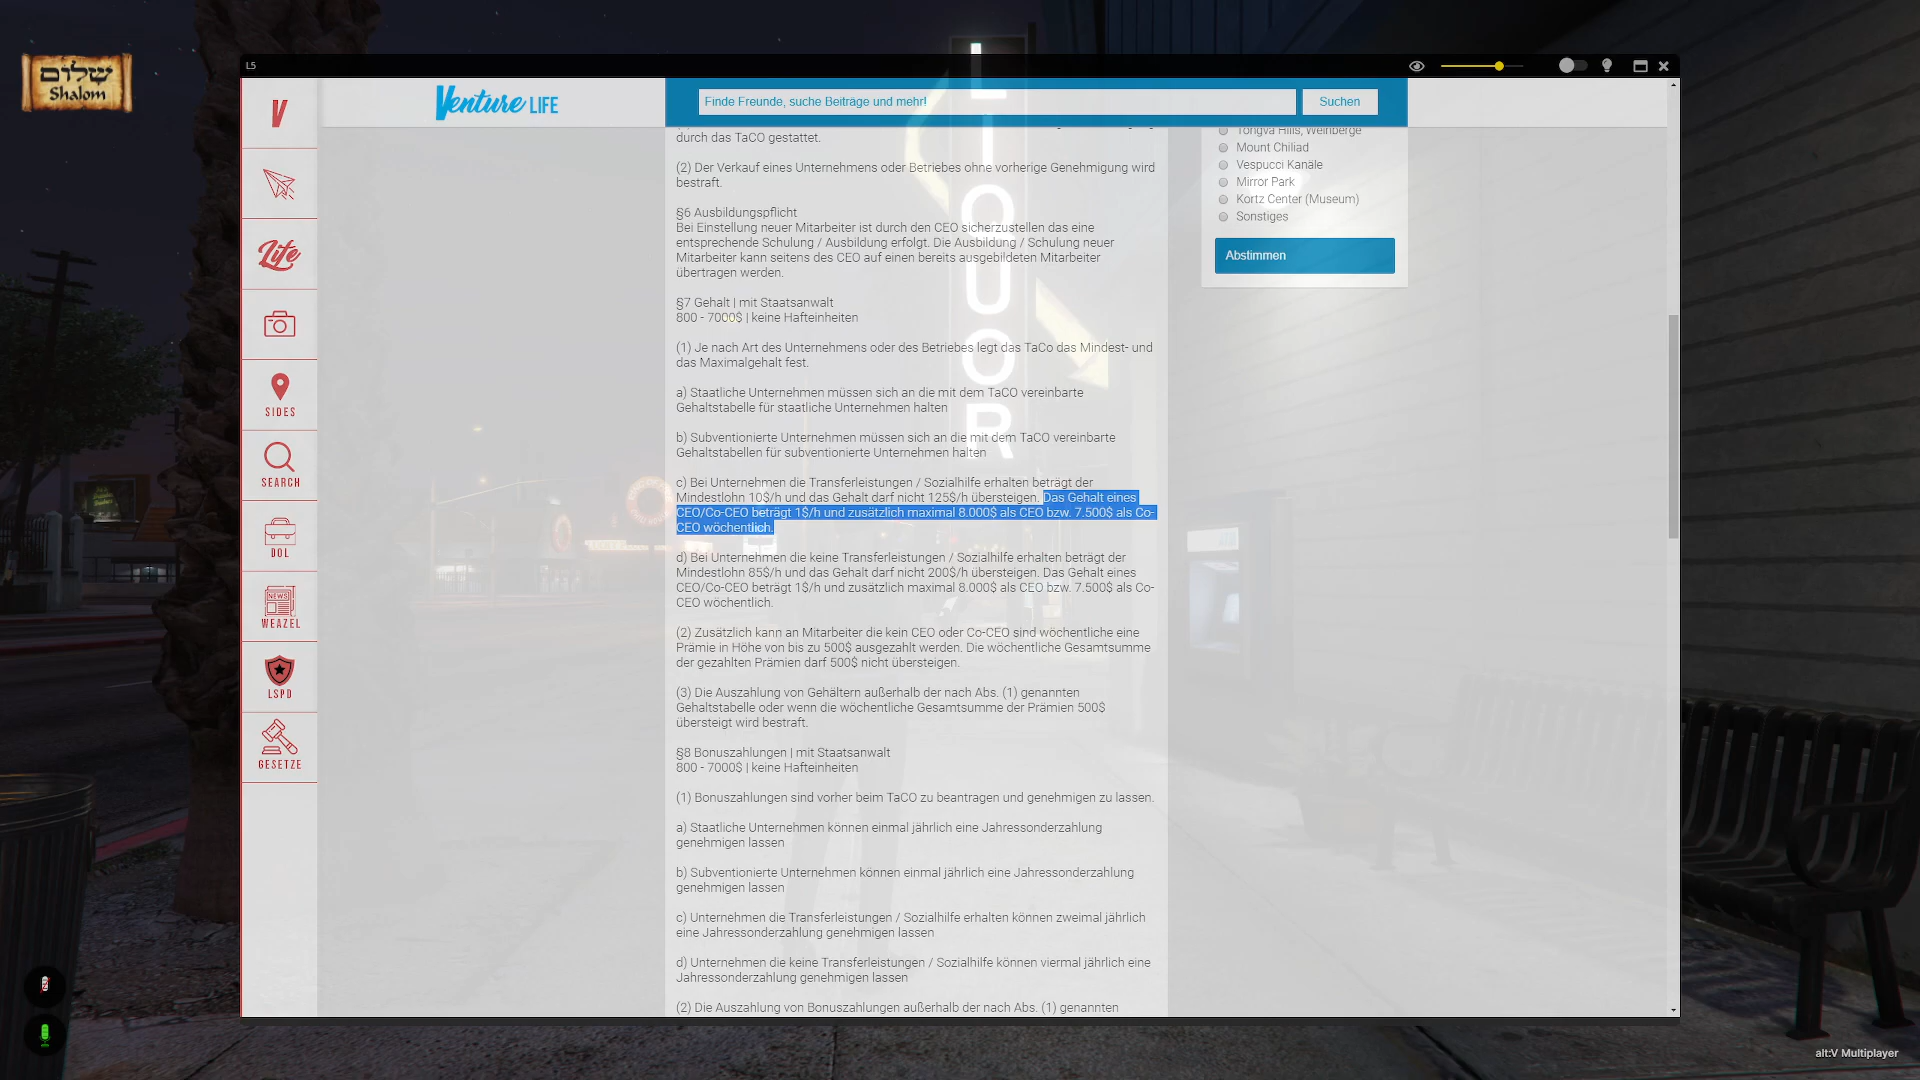 שלום
Shalom
L5
Venture LIFE
Finde Freunde, suche Beiträge und mehr!
Suchen
V
Life
SIDES
SEARCH
DOL
NEWS
WEAZEL
LSPD
GESETZE
durch das TaCO gestattet.
(2) Der Verkauf eines Unternehmens oder Betriebes ohne vorherige Genehmigung wird
bestraft.
§6 Ausbildungspflicht
Bei Einstellung neuer Mitarbeiter ist durch den CEO sicherzustellen das eine
entsprechende Schulung / Ausbildung erfolgt. Die Ausbildung / Schulung neuer
Mitarbeiter kann seitens des CEO auf einen bereits ausgebildeten Mitarbeiter
übertragen werden.
§7 Gehalt | mit Staatsanwalt
800 - 7000$ | keine Hafteinheiten
(1) Je nach Art des Unternehmens oder des Betriebes legt das TaCo das Mindest- und
das Maximalgehalt fest.
a) Staatliche Unternehmen müssen sich an die mit dem TaCO vereinbarte
Gehaltstabelle für staatliche Unternehmen halten
b) Subventionierte Unternehmen müssen sich an die mit dem TaCO vereinbarte
Gehaltstabellen für subventionierte Unternehmen halten
c) Bei Unternehmen die Transferleistungen / Sozialhilfe erhalten beträgt der
Mindestlohn 10$/h und das Gehalt darf nicht 125$/h übersteigen. Das Gehalt eines
CEO/Co-CEO beträgt 1$/h und zusätzlich maximal 8.000$ als CEO bzw. 7.500$ als Co-
CEO wöchentlich.
d) Bei Unternehmen die keine Transferleistungen / Sozialhilfe erhalten beträgt der
Mindestlohn 85$/h und das Gehalt darf nicht 200$/h übersteigen. Das Gehalt eines
CEO/Co-CEO beträgt 1$/h und zusätzlich maximal 8.000$ als CEO bzw. 7.500$ als Co-
CEO wöchentlich.
(2) Zusätzlich kann an Mitarbeiter die kein CEO oder Co-CEO sind wöchentliche eine
Prämie in Höhe von bis zu 500$ ausgezahlt werden. Die wöchentliche Gesamtsumme
der gezahlten Prämien darf 500$ nicht übersteigen.
(3) Die Auszahlung von Gehältern außerhalb der nach Abs. (1) genannten
Gehaltstabelle oder wenn die wöchentliche Gesamtsumme der Prämien 500$
übersteigt wird bestraft.
§8 Bonuszahlungen | mit Staatsanwalt
800 - 7000$ | keine Hafteinheiten
(1) Bonuszahlungen sind vorher beim TaCO zu beantragen und genehmigen zu lassen.
a) Staatliche Unternehmen können einmal jährlich eine Jahressonderzahlung
genehmigen lassen
b) Subventionierte Unternehmen können einmal jährlich eine Jahressonderzahlung
genehmigen lassen
c) Unternehmen die Transferleistungen / Sozialhilfe erhalten können zweimal jährlich
eine Jahressonderzahlung genehmigen lassen
d) Unternehmen die keine Transferleistungen / Sozialhilfe können viermal jährlich eine
Jahressonderzahlung genehmigen lassen
(2) Die Auszahlung von Bonuszahlungen außerhalb der nach Abs. (1) genannten
Tongva Hills, Weinberge
Mount Chiliad
Vespucci Kanäle
Mirror Park
Kortz Center (Museum)
Sonstiges
Abstimmen
LIQUOR
alt:V Multiplayer